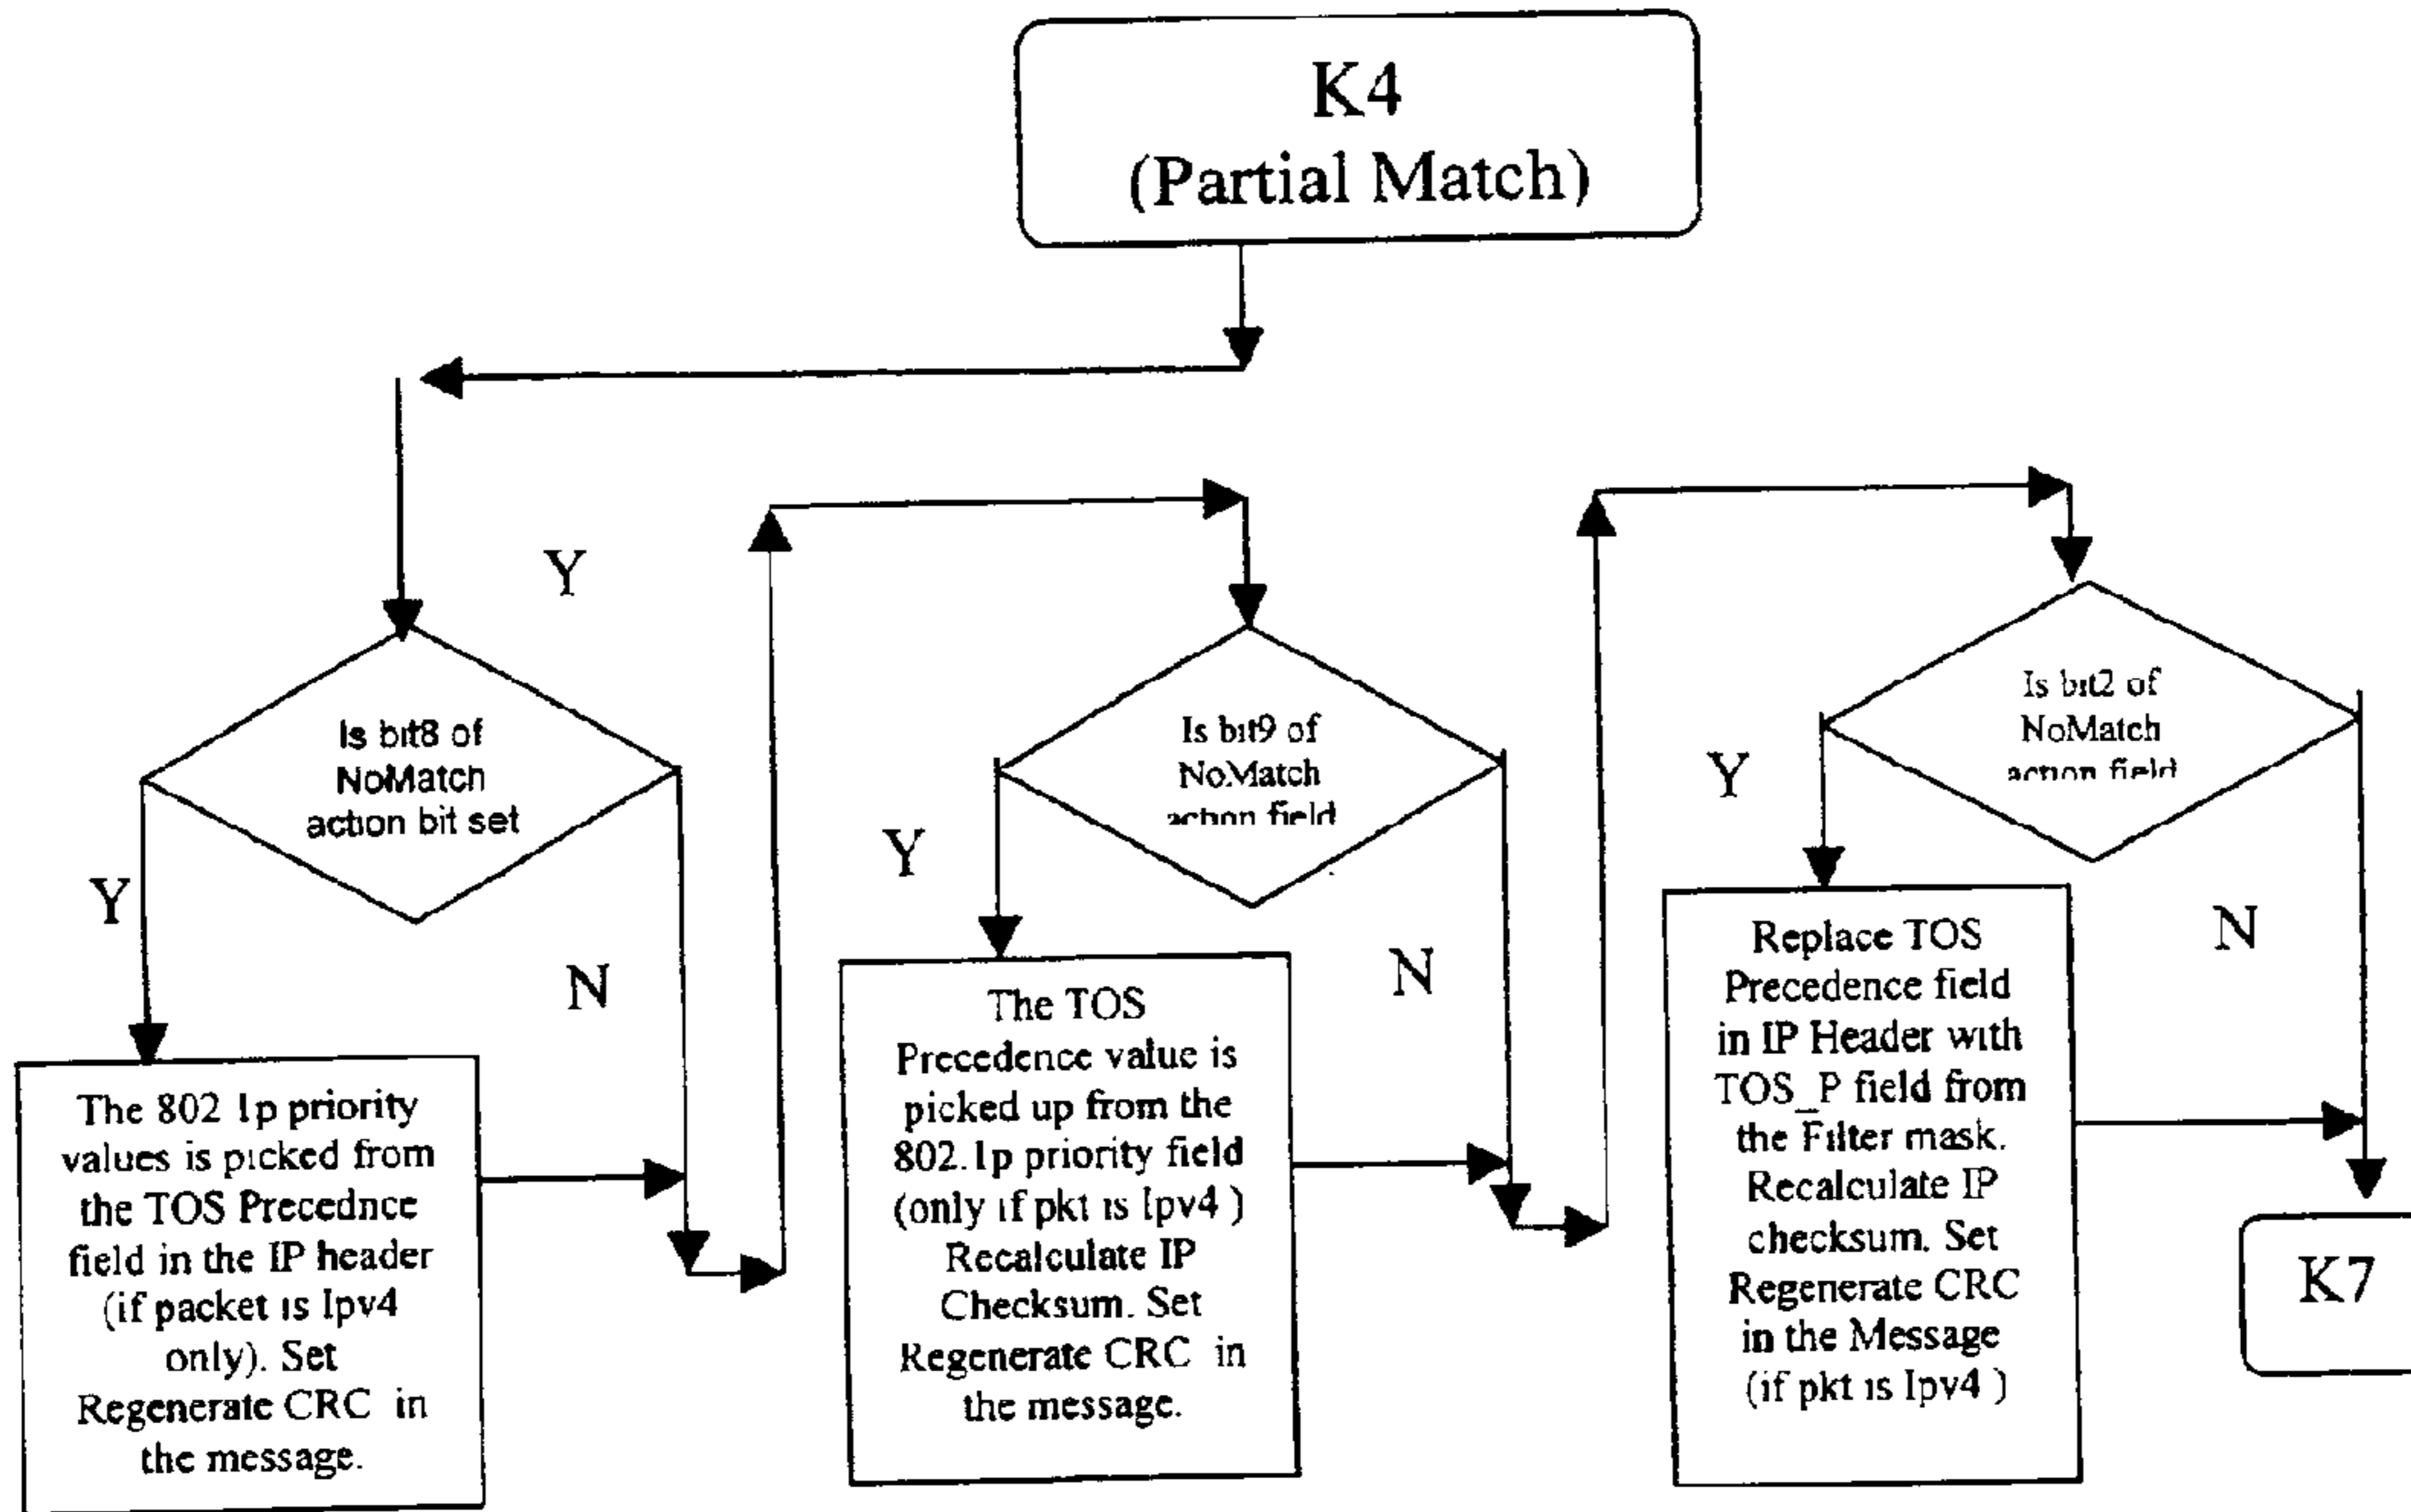 K4
(Partial Match)
Y
Is bit8 of
NoMatch
action bit set
Y
N
Is bit9 of
NoMatch
action field
Y
N
Is bit2 of
NoMatch
action field
Y
N
The 802 1p priority
values is picked from
the TOS Precednce
field in the IP header
(if packet is Ipv4
only). Set
Regenerate CRC in
the message.
The TOS
Precedence value is
picked up from the
802.1p priority field
(only if pkt is Ipv4 )
Recalculate IP
Checksum. Set
Regenerate CRC in
the message.
Replace TOS
Precedence field
in IP Header with
TOS_P field from
the Filter mask.
Recalculate IP
checksum. Set
Regenerate CRC
in the Message
(if pkt is Ipv4 )
K7